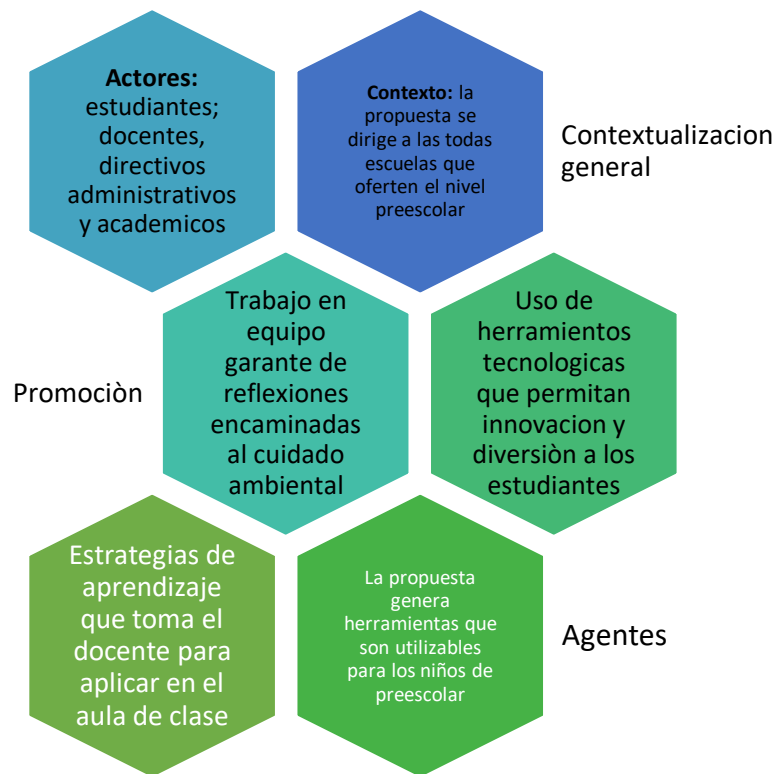 Actores:
estudiantes;
docentes,
directivos
administrativos
y academicos
Contexto: la
propuesta se
dirige a las todas
escuelas que
oferten el nivel
preescolar
Contextualizacion
general
Promociòn
Trabajo en
equipo
garante de
reflexiones
encaminadas
al cuidado
ambiental
Uso de
herramientos
tecnologicas
que permitan
innovacion y
diversiòn a los
estudiantes
Estrategias de
aprendizaje
que toma el
docente para
aplicar en el
aula de clase
La propuesta
genera
herramientas que
son utilizables
para los niños de
preescolar
Agentes